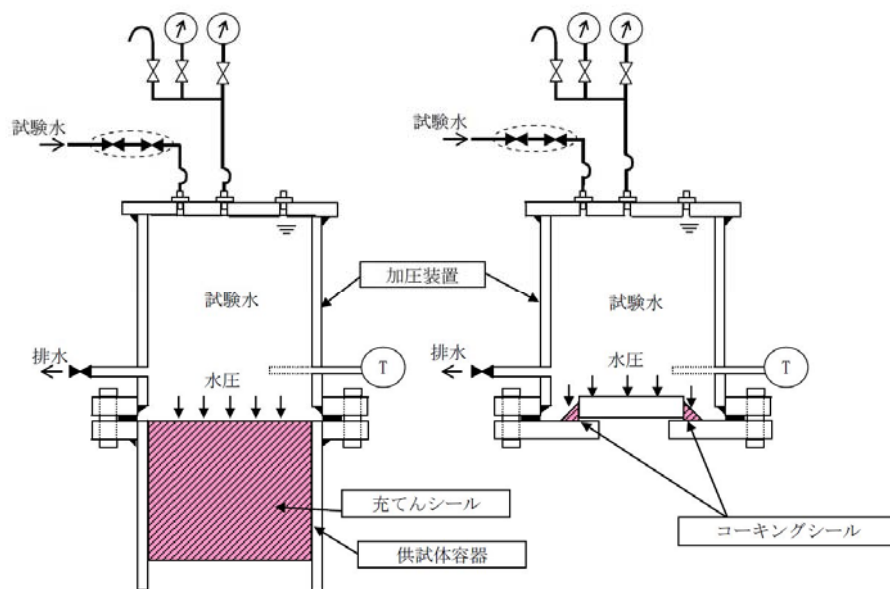 試験水
試験水
加圧装置
試験水
試験水
排水
水圧
T
排水
水圧
T
充てんシール
供試体容器
コーキングシール